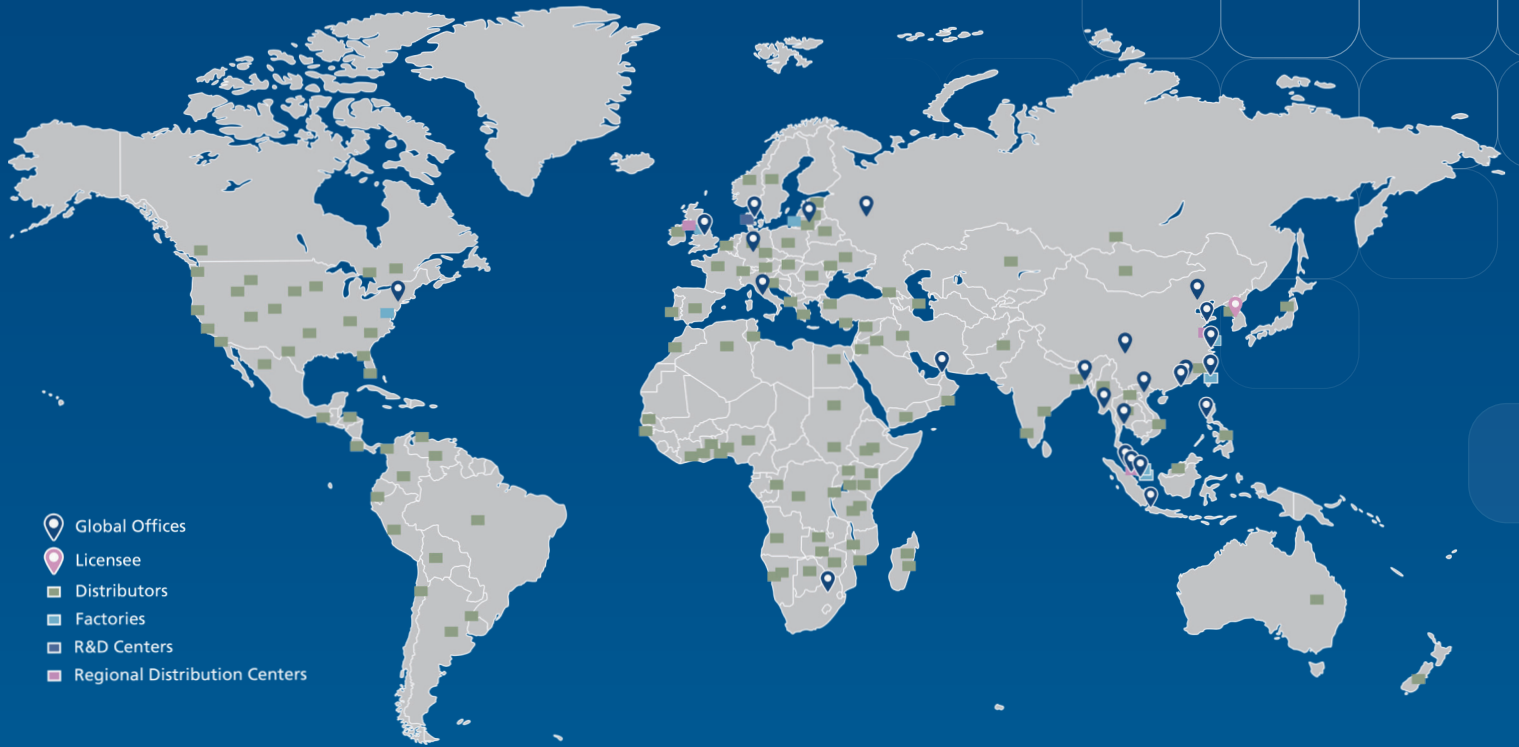 Global Offices
Licensee
Distributors
Factories
R&D Centers
Regional Distribution Centers